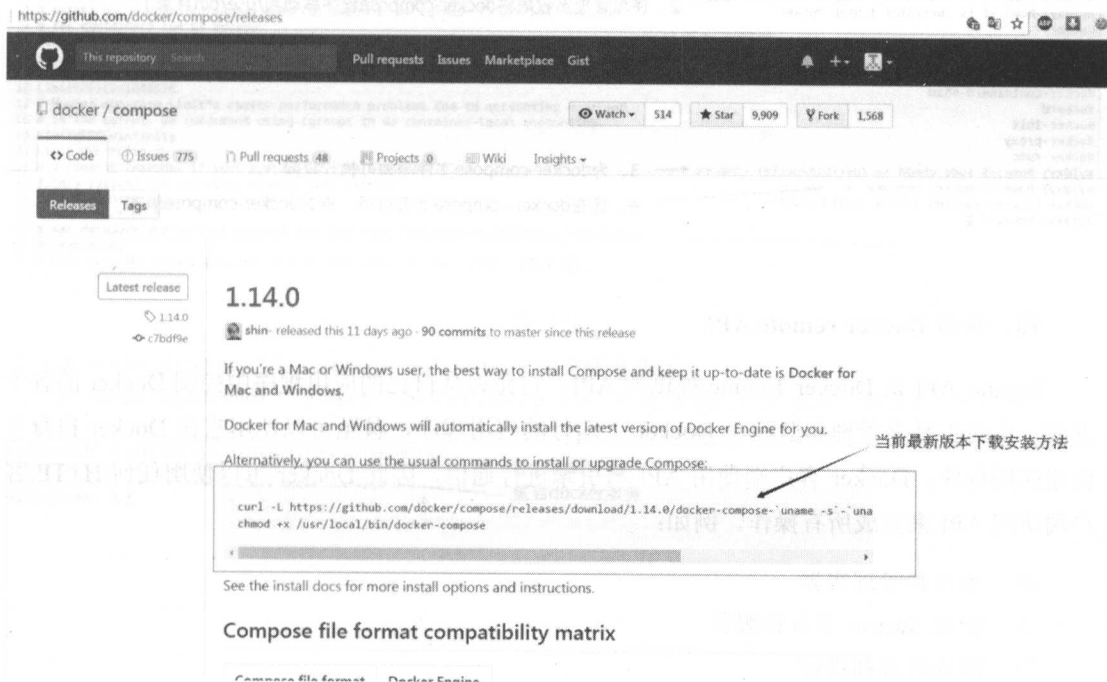 https://github.com/docker/compose/releases
This repository Search Pull requests Issues Marketplace Gist
docker / compose
Watch 514 Star 9,909 Fork 1,568
<> Code Issues 775 Pull requests 48 Projects 0 Wiki Insights
Releases Tags
Latest release
1.14.0
c7bdf9e
1.14.0
shin- released this 11 days ago · 90 commits to master since this release
If you're a Mac or Windows user, the best way to install Compose and keep it up-to-date is Docker for
Mac and Windows.
Docker for Mac and Windows will automatically install the latest version of Docker Engine for you.
当前最新版本下载安装方法
Alternatively, you can use the usual commands to install or upgrade Compose:
curl -L https://github.com/docker/compose/releases/download/1.14.0/docker-compose-`uname -s`-`una
chmod +x /usr/local/bin/docker-compose
See the install docs for more install options and instructions.
Compose file format compatibility matrix
Compose file format Docker Engine